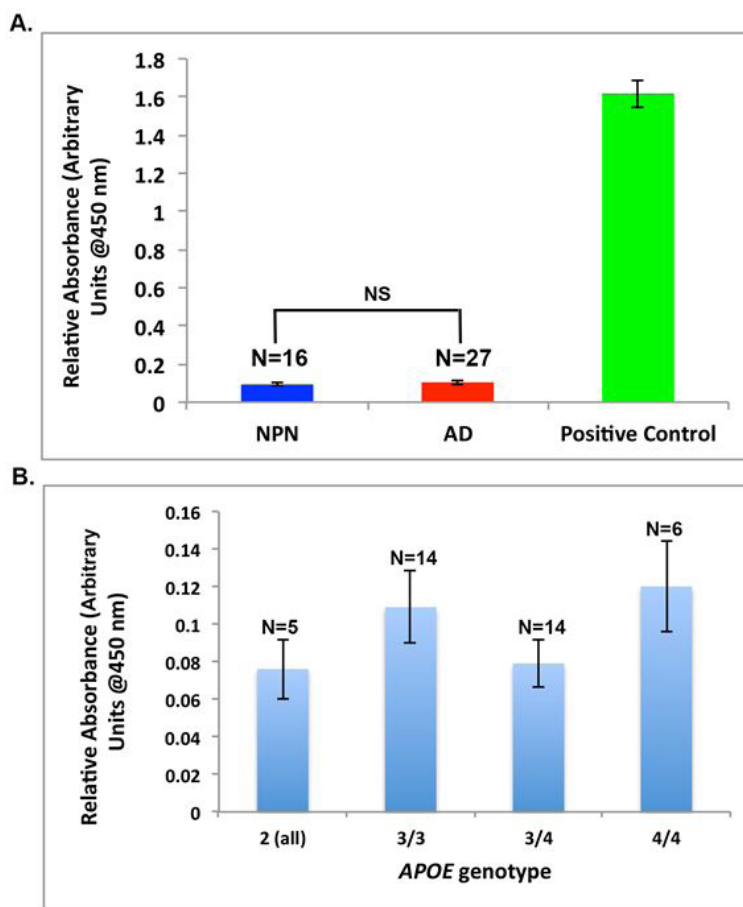 A.
Relative Absorbance (Arbitrary
Units @450 nm)
1.8
1.6
1.4
1.2
1
0.8
0.6
0.4
0.2
0
NS
N=16
N=27
NPN
AD
Positive Control
B.
Relative Absorbance (Arbitrary
Units @450 nm)
0.16
0.14
0.12
0.1
0.08
0.06
0.04
0.02
0
N=5
N=14
N=14
N=6
2 (all)
3/3
3/4
4/4
APOE genotype